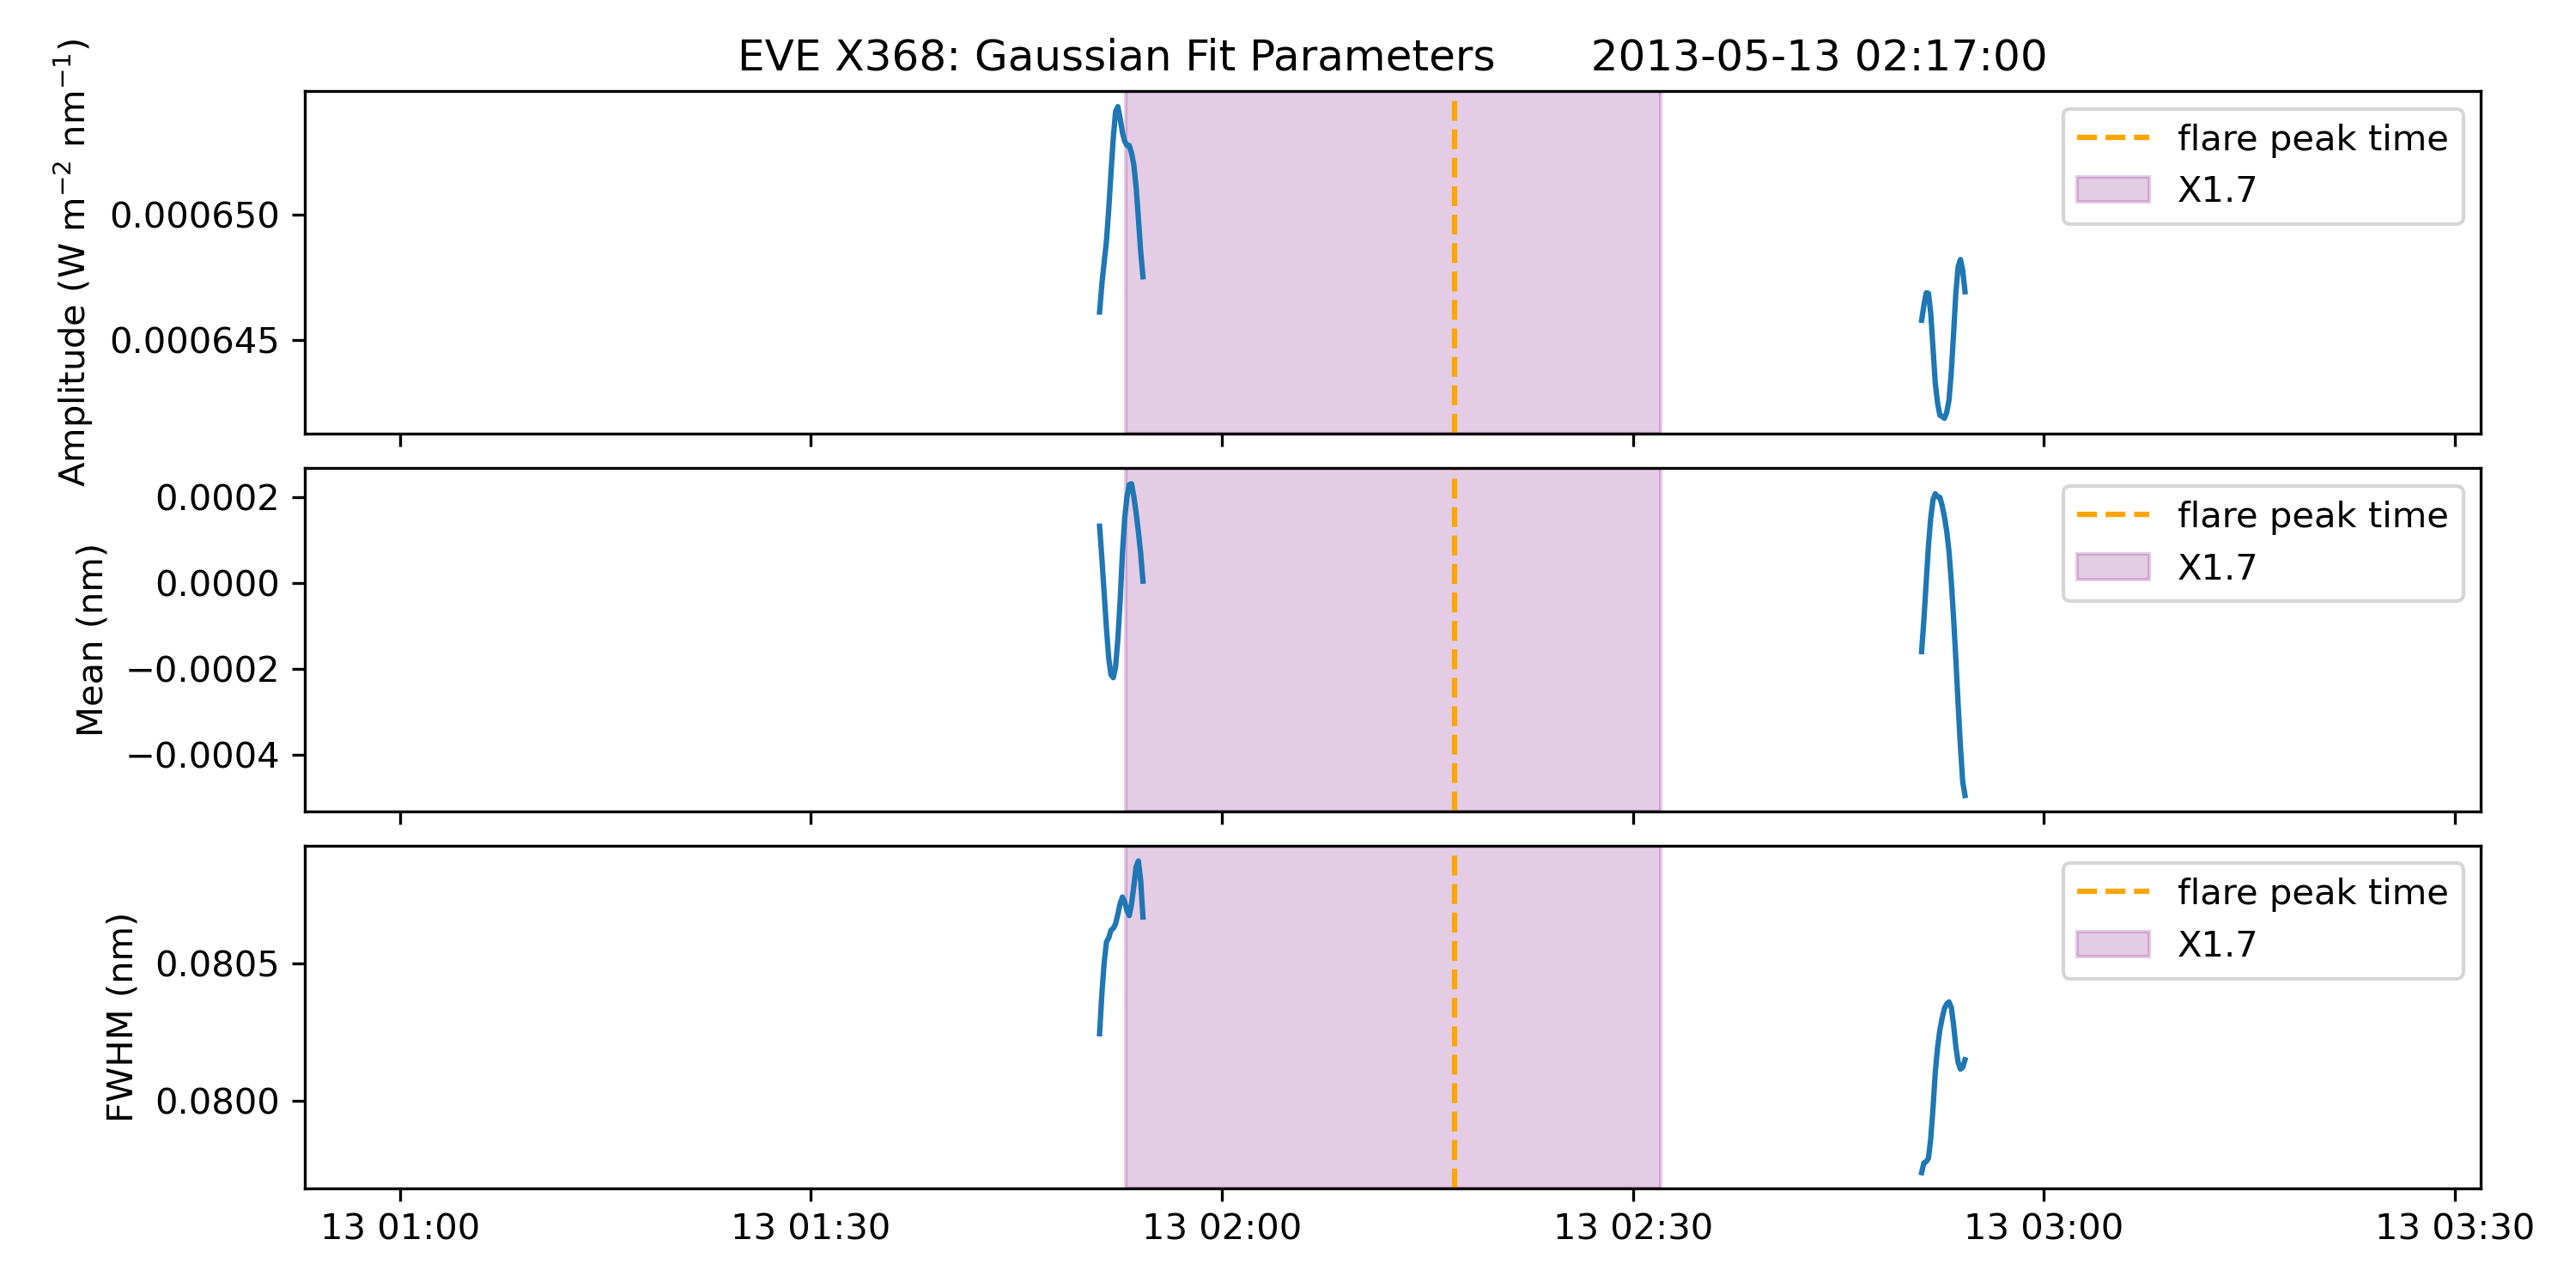 EVE X368: Gaussian Fit Parameters 2013-05-13 02:17:00
Amplitude (W m⁻² nm⁻¹)
0.000650
0.000645
flare peak time
X1.7
Mean (nm)
0.0002
0.0000
−0.0002
−0.0004
flare peak time
X1.7
FWHM (nm)
0.0805
0.0800
flare peak time
X1.7
13 01:00 13 01:30 13 02:00 13 02:30 13 03:00 13 03:30